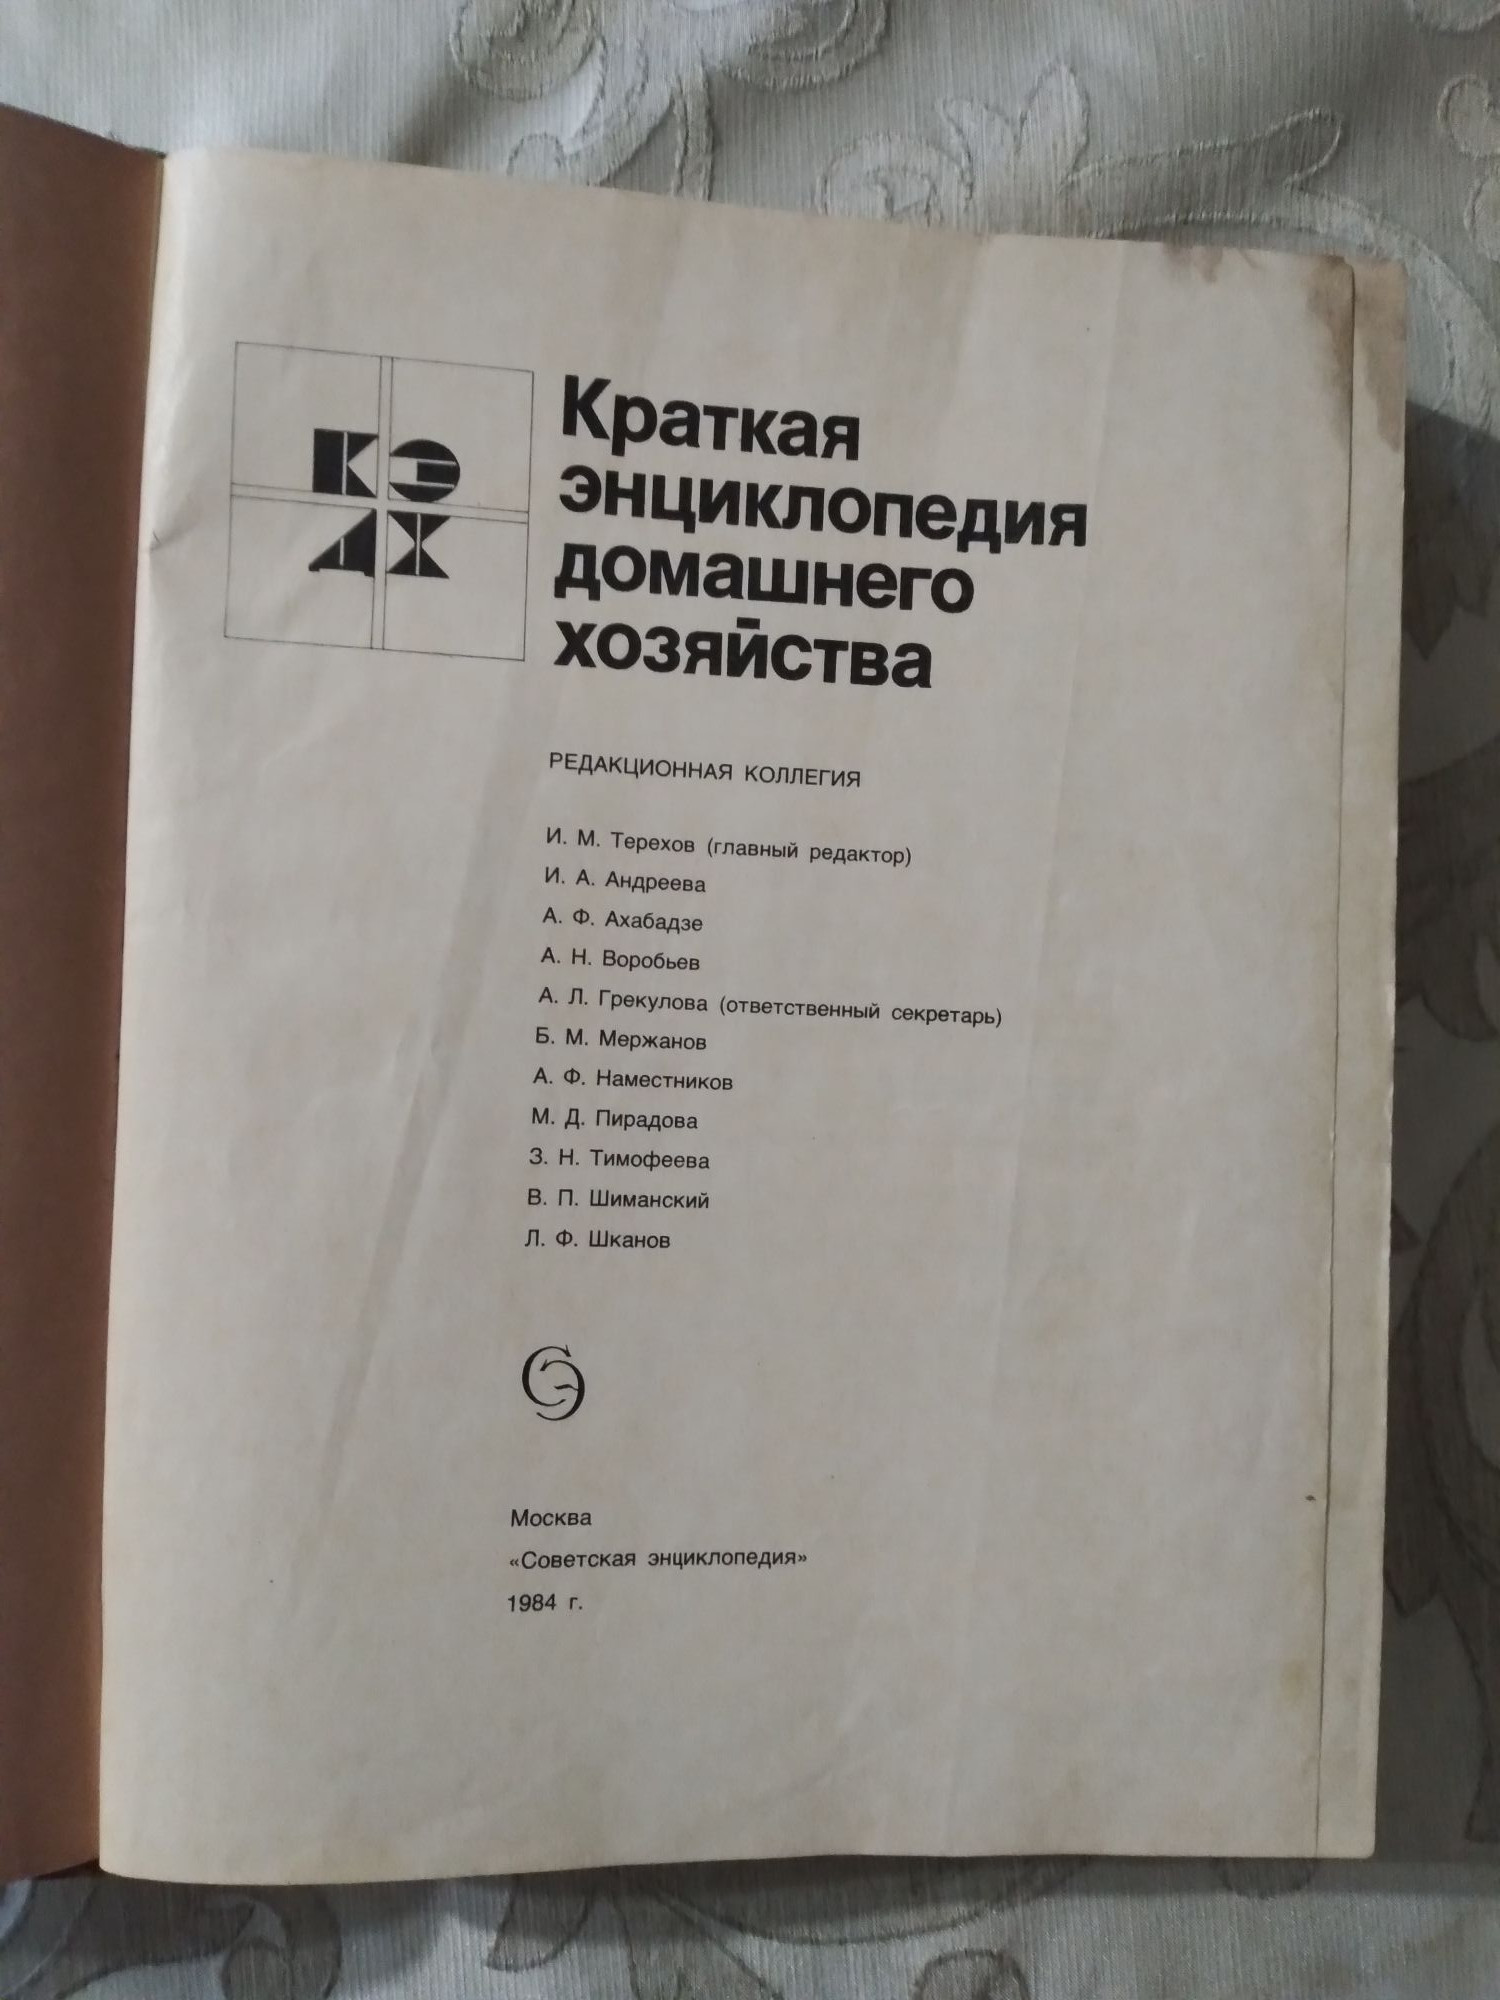 КЭ
ДХ
Краткая
энциклопедия
домашнего
хозяйства
РЕДАКЦИОННАЯ КОЛЛЕГИЯ
И. М. Терехов (главный редактор)
И. А. Андреева
А. Ф. Ахабадзе
А. Н. Воробьев
А. Л. Грекулова (ответственный секретарь)
Б. М. Мержанов
А. Ф. Наместников
М. Д. Пирадова
З. Н. Тимофеева
В. П. Шиманский
Л. Ф. Шканов
СЭ
Москва
«Советская энциклопедия»
1984 г.